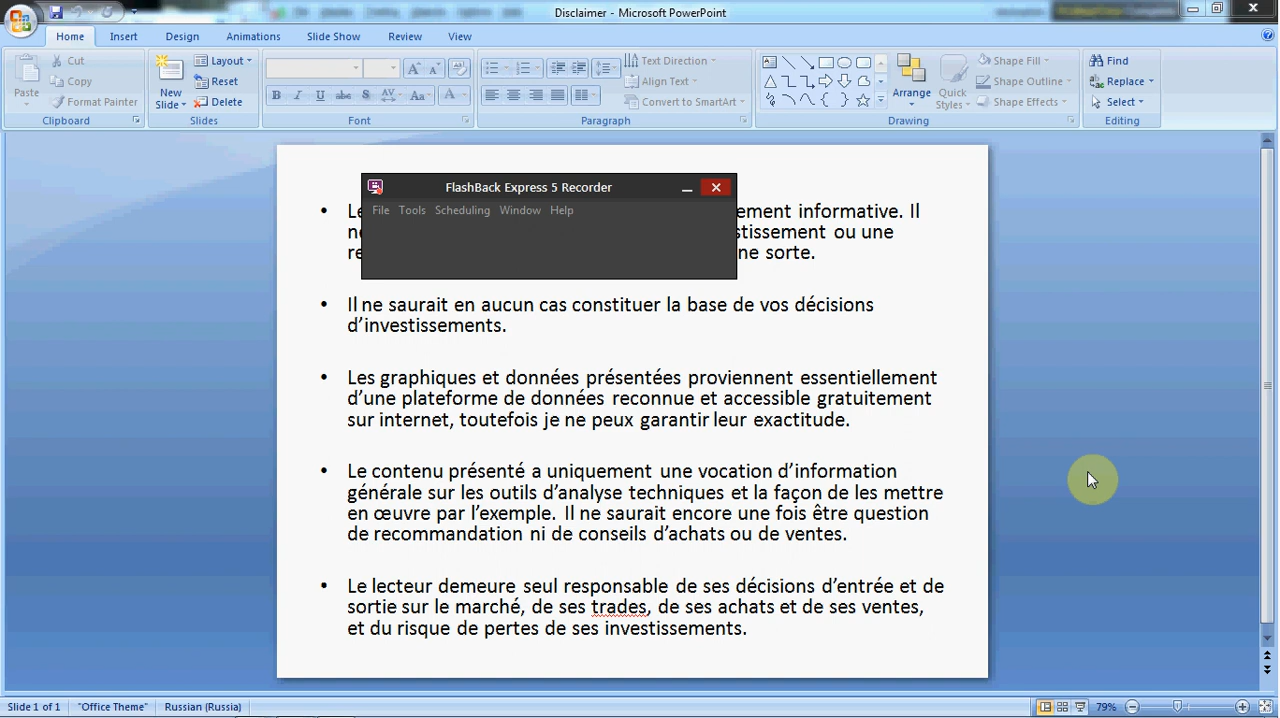 Disclaimer - Microsoft PowerPoint
Home Insert Design Animations Slide Show Review View
Paste
Cut
Copy
Format Painter
Clipboard
New Slide
Layout
Reset
Delete
Slides
B I U abc S AV Aa A
Font
Text Direction
Align Text
Convert to SmartArt
Paragraph
Arrange
Quick Styles
Shape Fill
Shape Outline
Shape Effects
Drawing
Find
Replace
Select
Editing
FlashBack Express 5 Recorder
File Tools Scheduling Window Help
informative. Il
ou une
sorte.
• Il ne saurait en aucun cas constituer la base de vos décisions
d’investissements.
• Les graphiques et données présentées proviennent essentiellement
d’une plateforme de données reconnue et accessible gratuitement
sur internet, toutefois je ne peux garantir leur exactitude.
• Le contenu présenté a uniquement une vocation d’information
générale sur les outils d’analyse techniques et la façon de les mettre
en œuvre par l’exemple. Il ne saurait encore une fois être question
de recommandation ni de conseils d’achats ou de ventes.
• Le lecteur demeure seul responsable de ses décisions d’entrée et de
sortie sur le marché, de ses trades, de ses achats et de ses ventes,
et du risque de pertes de ses investissements.
Slide 1 of 1 "Office Theme" Russian (Russia) 79%